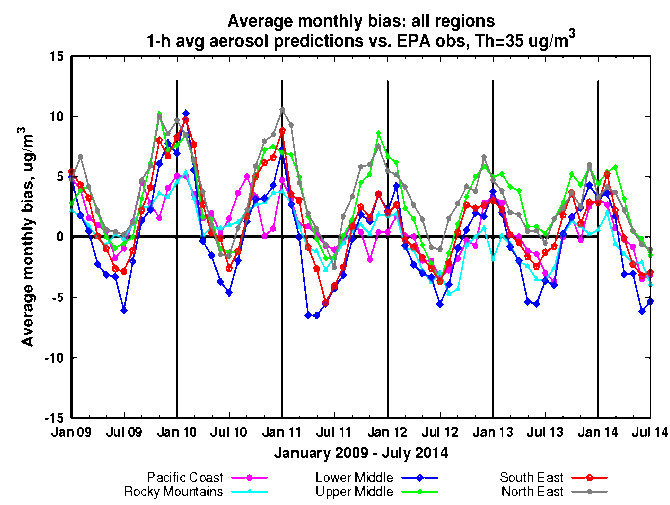 Average monthly bias: all regions
1-h avg aerosol predictions vs. EPA obs, Th=35 ug/m3
Average monthly bias, ug/m3
15
10
5
0
-5
-10
-15
Jan 09 Jul 09 Jan 10 Jul 10 Jan 11 Jul 11 Jan 12 Jul 12 Jan 13 Jul 13 Jan 14 Jul 14
January 2009 - July 2014
Pacific Coast Lower Middle South East
Rocky Mountains Upper Middle North East